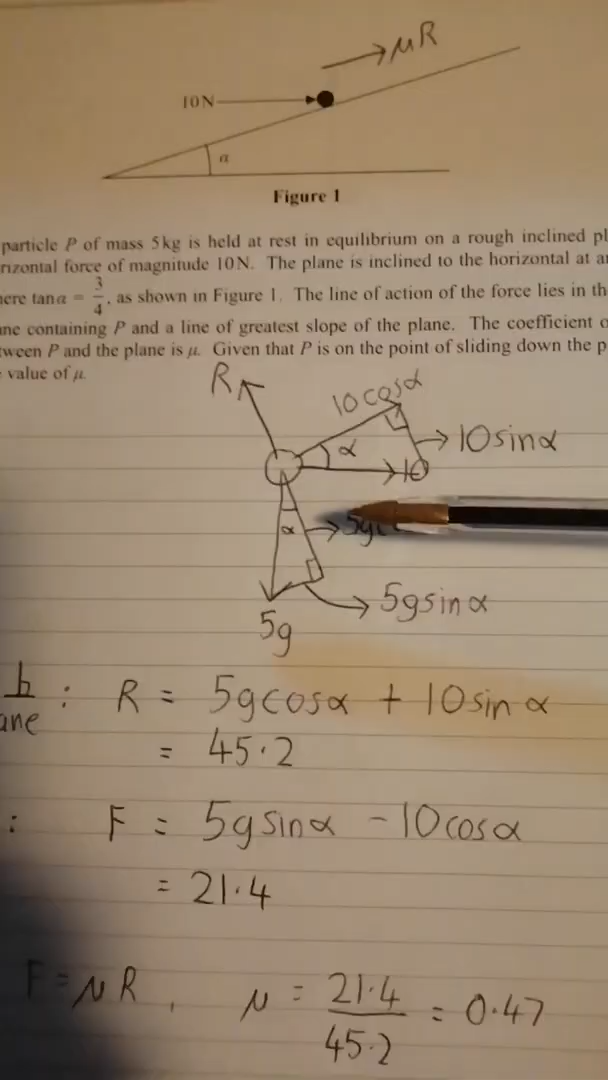 μR
10N
α
Figure 1
particle P of mass 5kg is held at rest in equilibrium on a rough inclined pl
rizontal force of magnitude 10N. The plane is inclined to the horizontal at a
here tanα = 3/4, as shown in Figure 1. The line of action of the force lies in th
ane containing P and a line of greatest slope of the plane. The coefficient o
tween P and the plane is μ. Given that P is on the point of sliding down the p
value of μ.
R
10cosα
α
10sinα
10
α
5g
5gsinα
: R = 5gcosα + 10sinα
ane
= 45.2
: F = 5gsinα - 10cosα
= 21.4
F = μR, μ = 21.4/45.2 = 0.47